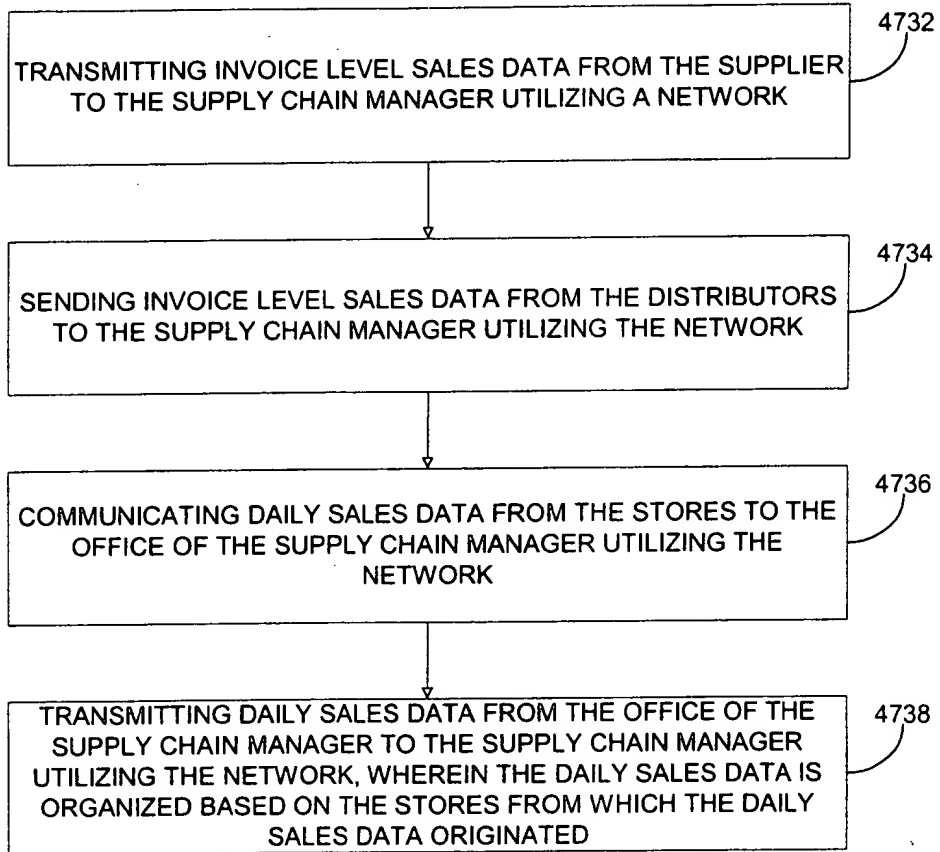 4732
TRANSMITTING INVOICE LEVEL SALES DATA FROM THE SUPPLIER
TO THE SUPPLY CHAIN MANAGER UTILIZING A NETWORK
4734
SENDING INVOICE LEVEL SALES DATA FROM THE DISTRIBUTORS
TO THE SUPPLY CHAIN MANAGER UTILIZING THE NETWORK
4736
COMMUNICATING DAILY SALES DATA FROM THE STORES TO THE
OFFICE OF THE SUPPLY CHAIN MANAGER UTILIZING THE
NETWORK
4738
TRANSMITTING DAILY SALES DATA FROM THE OFFICE OF THE
SUPPLY CHAIN MANAGER TO THE SUPPLY CHAIN MANAGER
UTILIZING THE NETWORK, WHEREIN THE DAILY SALES DATA IS
ORGANIZED BASED ON THE STORES FROM WHICH THE DAILY
SALES DATA ORIGINATED